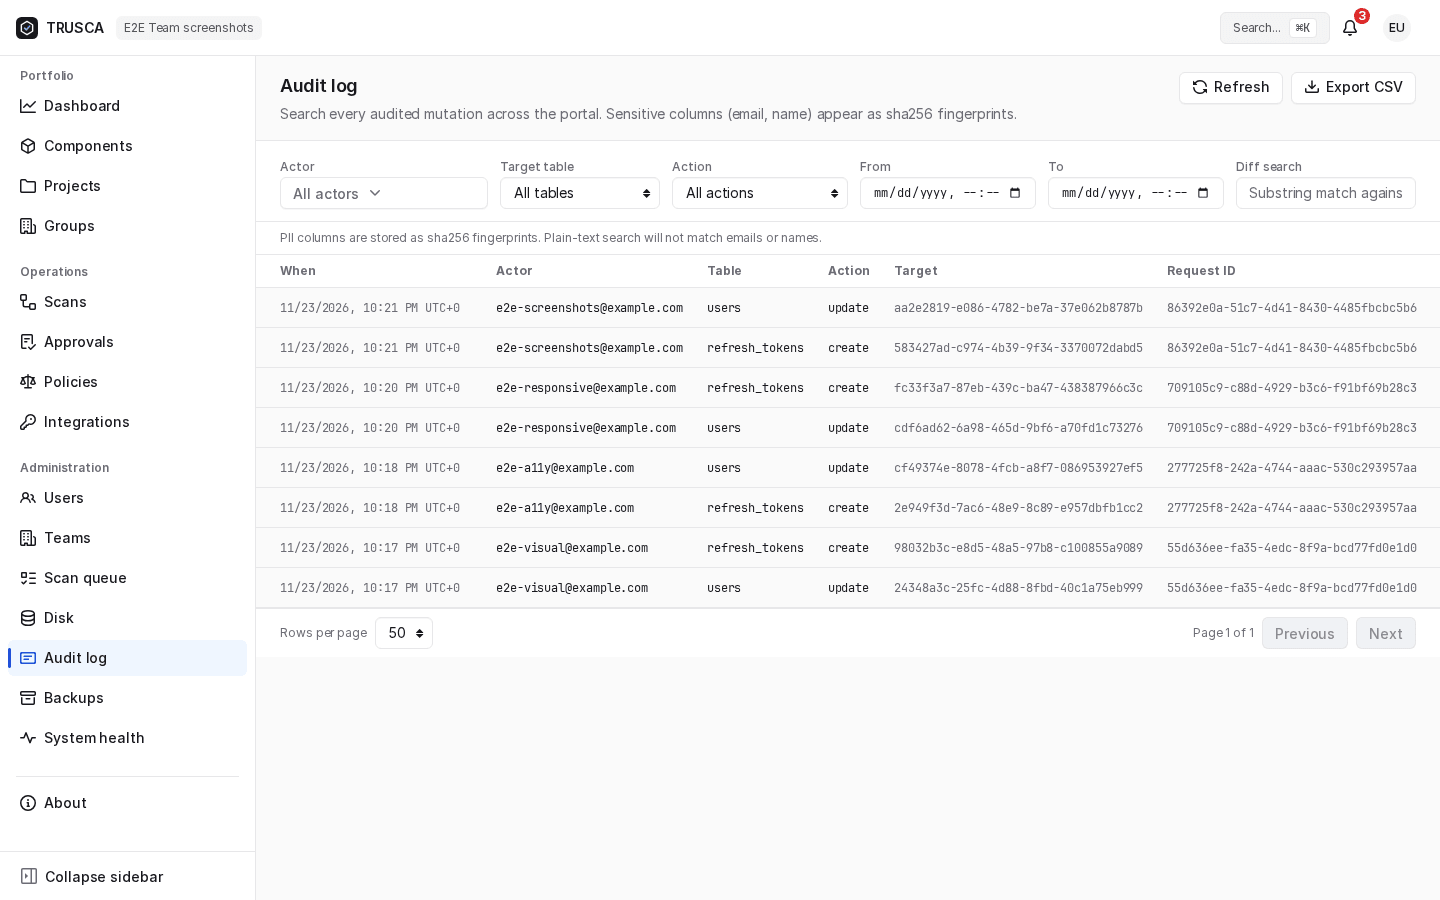 TRUSCA E2E Team screenshots Search... ⌘K 3 EU
Portfolio
Dashboard
Components
Projects
Groups
Operations
Scans
Approvals
Policies
Integrations
Administration
Users
Teams
Scan queue
Disk
Audit log
Backups
System health
About
Collapse sidebar
Audit log
Refresh Export CSV
Search every audited mutation across the portal. Sensitive columns (email, name) appear as sha256 fingerprints.
Actor Target table Action From To Diff search
All actors All tables All actions mm/dd/yyyy, --:-- mm/dd/yyyy, --:-- Substring match agains
PII columns are stored as sha256 fingerprints. Plain-text search will not match emails or names.
When Actor Table Action Target Request ID
11/23/2026, 10:21 PM UTC+0 e2e-screenshots@example.com users update aa2e2819-e086-4782-be7a-37e062b8787b 86392e0a-51c7-4d41-8430-4485fbcbc5b6
11/23/2026, 10:21 PM UTC+0 e2e-screenshots@example.com refresh_tokens create 583427ad-c974-4b39-9f34-3370072dabd5 86392e0a-51c7-4d41-8430-4485fbcbc5b6
11/23/2026, 10:20 PM UTC+0 e2e-responsive@example.com refresh_tokens create fc33f3a7-87eb-439c-ba47-438387966c3c 709105c9-c88d-4929-b3c6-f91bf69b28c3
11/23/2026, 10:20 PM UTC+0 e2e-responsive@example.com users update cdf6ad62-6a98-465d-9bf6-a70fd1c73276 709105c9-c88d-4929-b3c6-f91bf69b28c3
11/23/2026, 10:18 PM UTC+0 e2e-a11y@example.com users update cf49374e-8078-4fcb-a8f7-086953927ef5 277725f8-242a-4744-aaac-530c293957aa
11/23/2026, 10:18 PM UTC+0 e2e-a11y@example.com refresh_tokens create 2e949f3d-7ac6-48e9-8c89-e957dbfb1cc2 277725f8-242a-4744-aaac-530c293957aa
11/23/2026, 10:17 PM UTC+0 e2e-visual@example.com refresh_tokens create 98032b3c-e8d5-48a5-97b8-c100855a9089 55d636ee-fa35-4edc-8f9a-bcd77fd0e1d0
11/23/2026, 10:17 PM UTC+0 e2e-visual@example.com users update 24348a3c-25fc-4d88-8fbd-40c1a75eb999 55d636ee-fa35-4edc-8f9a-bcd77fd0e1d0
Rows per page 50 Page 1 of 1 Previous Next